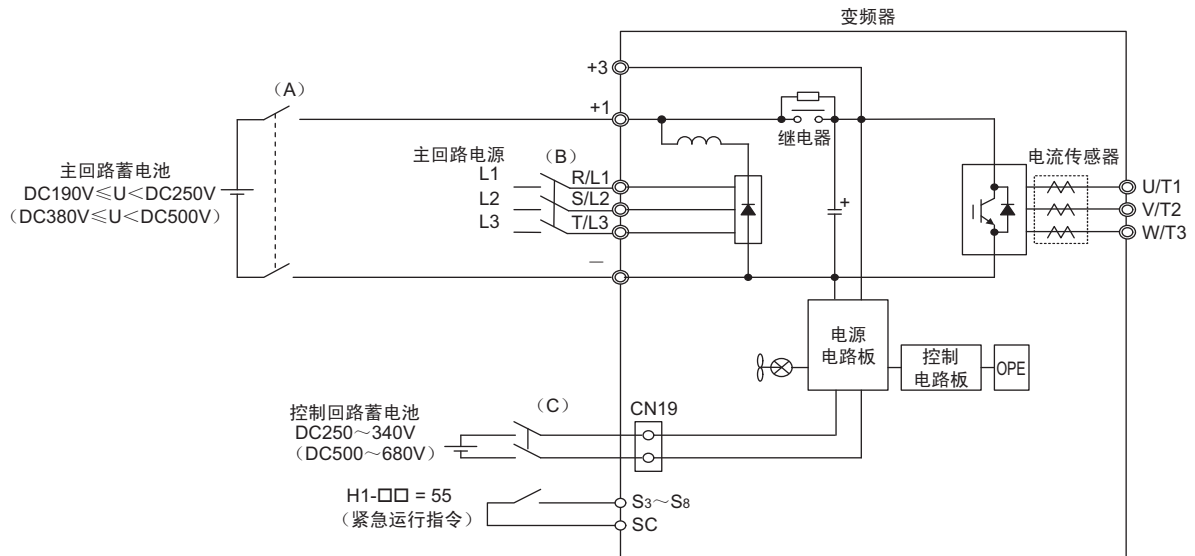 变频器
+3
（A）
+1
继电器
主回路电源
（B）
电流传感器
L1
R/L1
U/T1
主回路蓄电池
DC190V≤U＜DC250V
（DC380V≤U＜DC500V）
L2
S/L2
+
V/T2
L3
T/L3
W/T3
－
电源
电路板
控制
电路板
OPE
控制回路蓄电池
DC250～340V
（DC500～680V）
（C）
CN19
H1-□□ = 55
（紧急运行指令）
S3～S8
SC